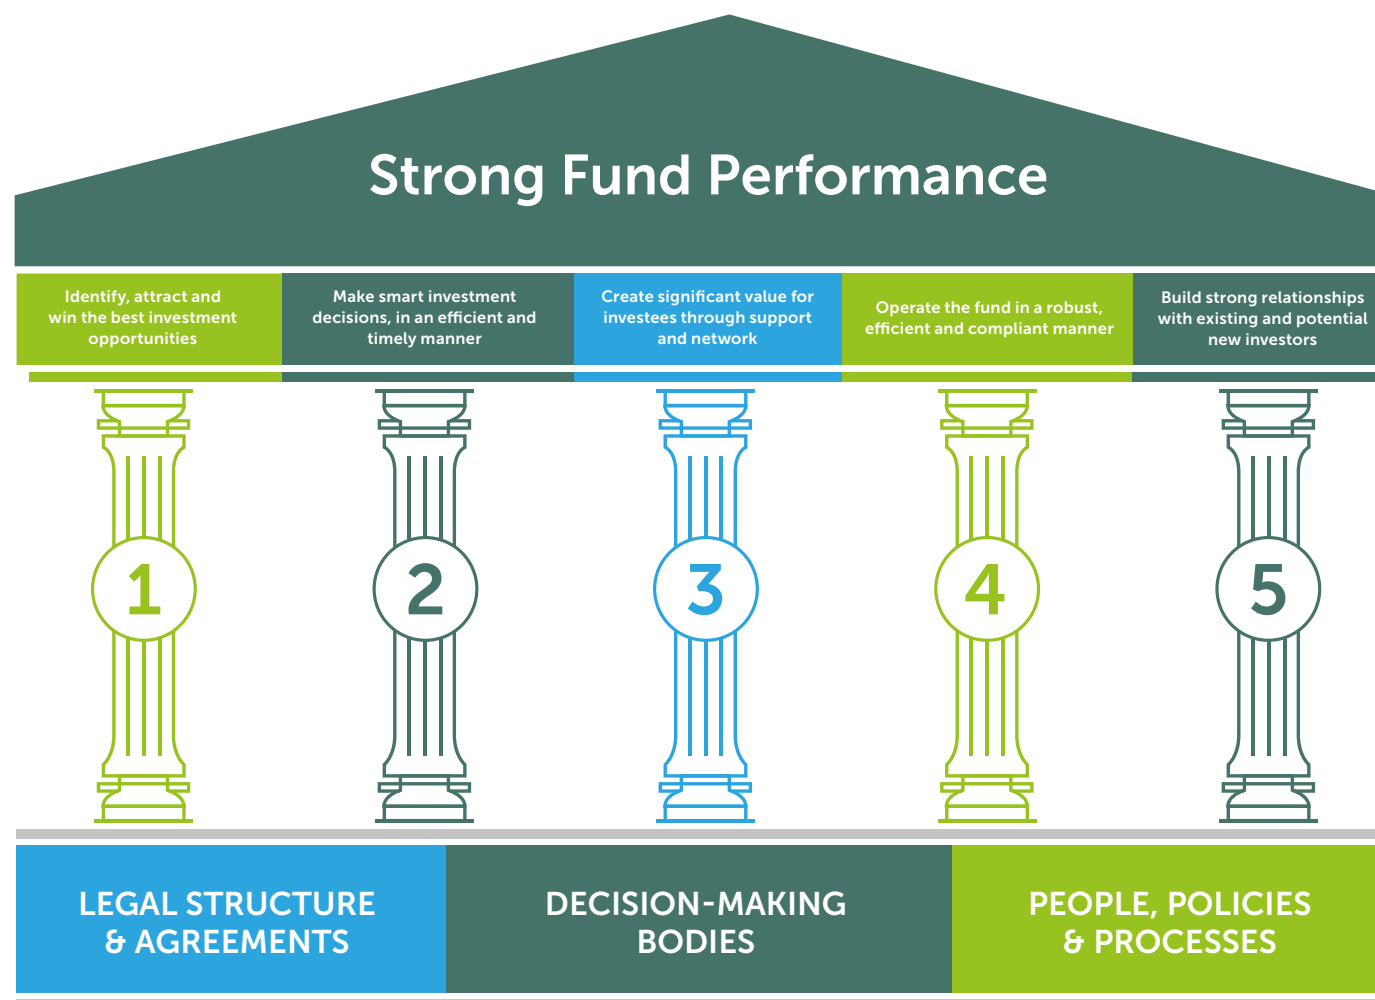 Strong Fund Performance
Identify, attract and
win the best investment
opportunities
Make smart investment
decisions, in an efficient and
timely manner
Create significant value for
investees through support
and network
Operate the fund in a robust,
efficient and compliant manner
Build strong relationships
with existing and potential
new investors
1
2
3
4
5
LEGAL STRUCTURE
& AGREEMENTS
DECISION-MAKING
BODIES
PEOPLE, POLICIES
& PROCESSES